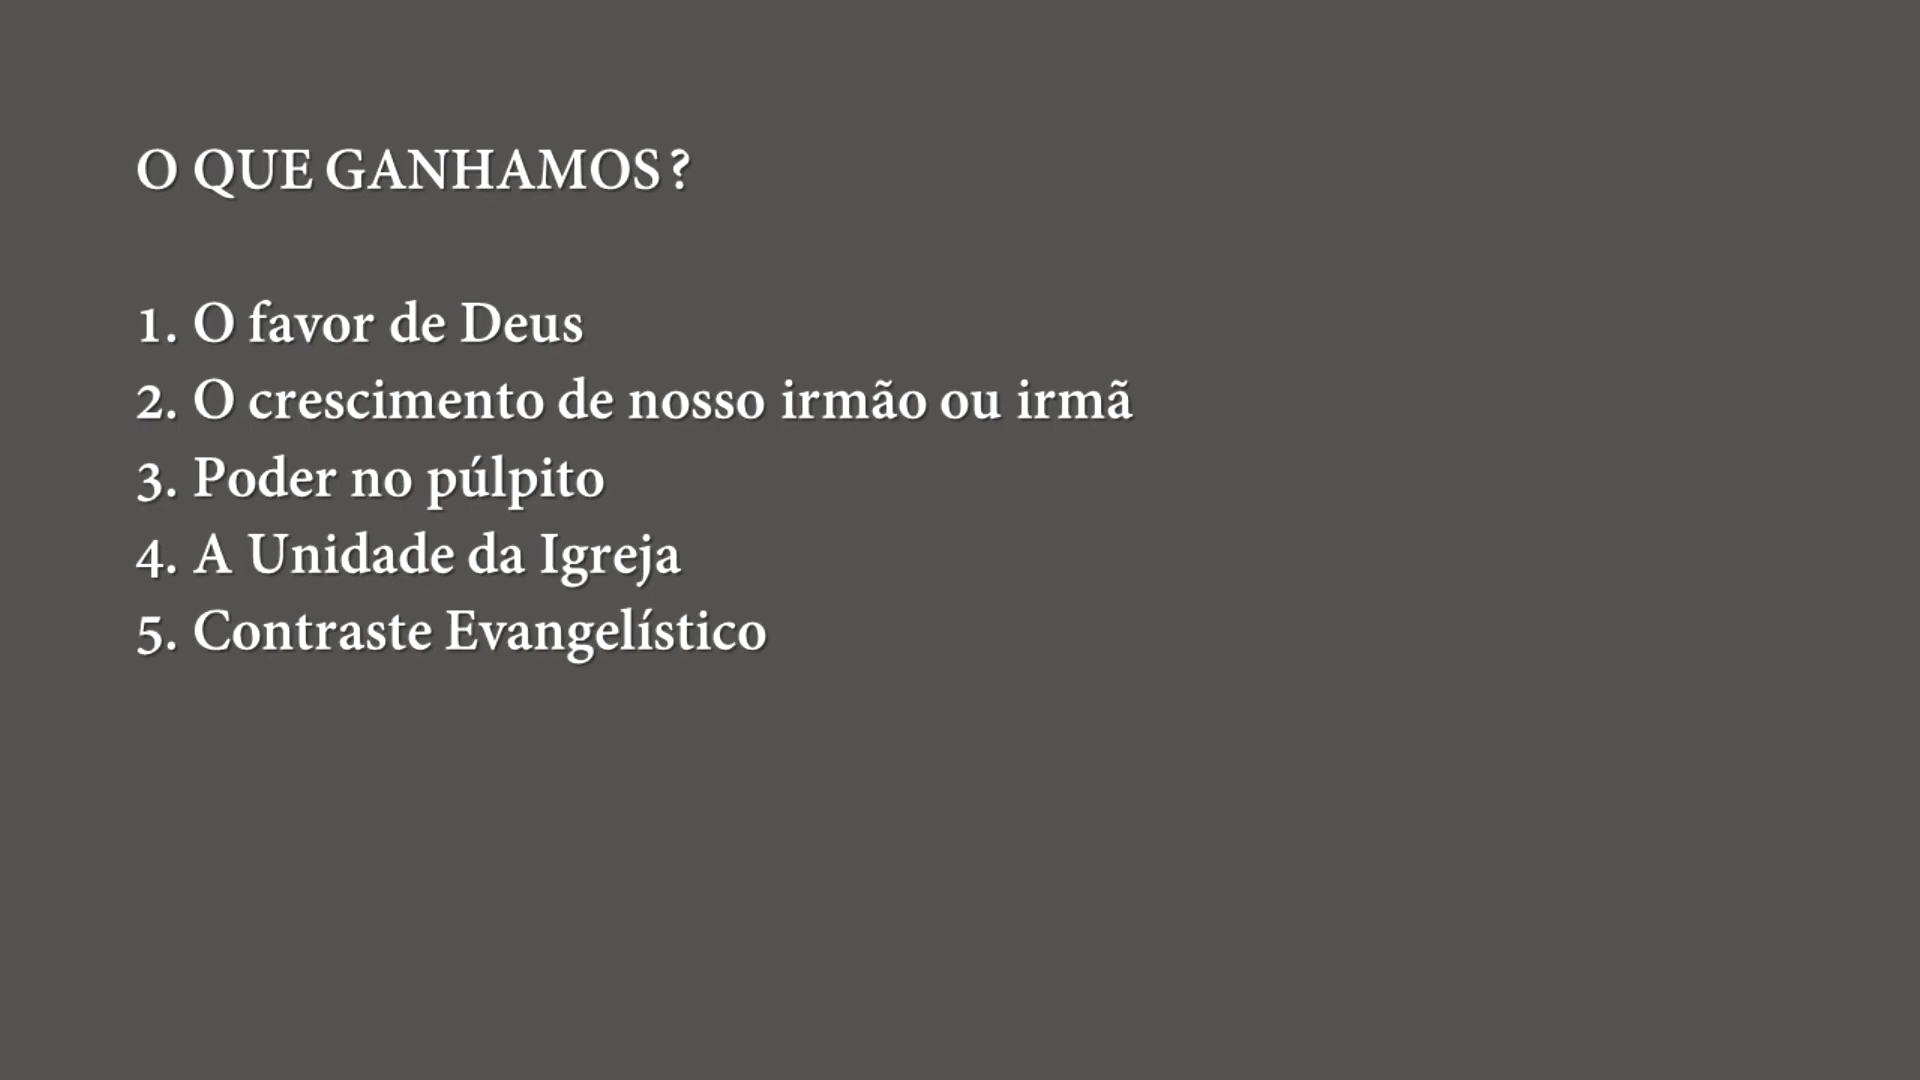 O QUE GANHAMOS?
1. O favor de Deus
2. O crescimento de nosso irmão ou irmã
3. Poder no púlpito
4. A Unidade da Igreja
5. Contraste Evangelístico